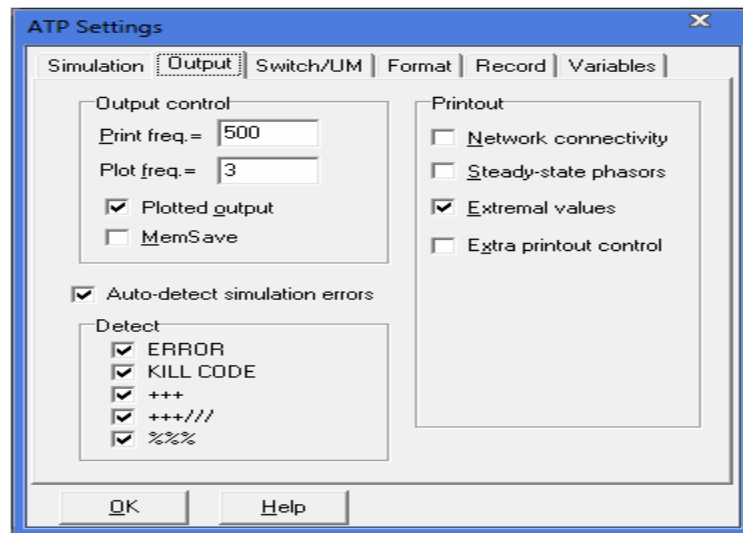 ATP Settings
Simulation Output Switch/UM Format Record Variables
Output control
Print freq.= 500
Plot freq.= 3
Plotted output
MemSave
Auto-detect simulation errors
Detect
ERROR
KILL CODE
+++
+++///
%%%
Printout
Network connectivity
Steady-state phasors
Extremal values
Extra printout control
OK Help